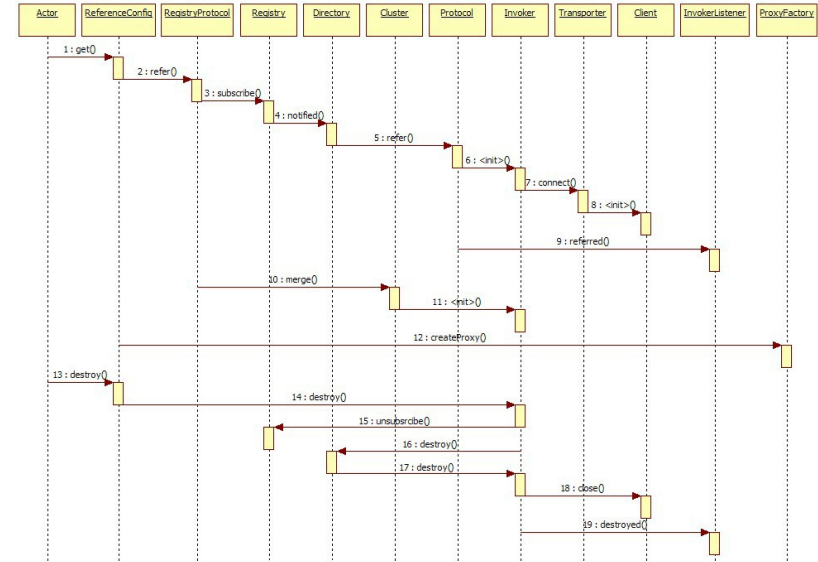 Actor ReferenceConfig RegistryProtocol Registry Directory Cluster Protocol Invoker Transporter Client InvokerListener ProxyFactory
1 : get()
2 : refer()
3 : subscribe()
4 : notified()
5 : refer()
6 : <init>()
7 : connect()
8 : <init>()
9 : referred()
10 : merge()
11 : <init>()
12 : createProxy()
13 : destroy()
14 : destroy()
15 : unsubsrcibe()
16 : destroy()
17 : destroy()
18 : close()
19 : destroyed()